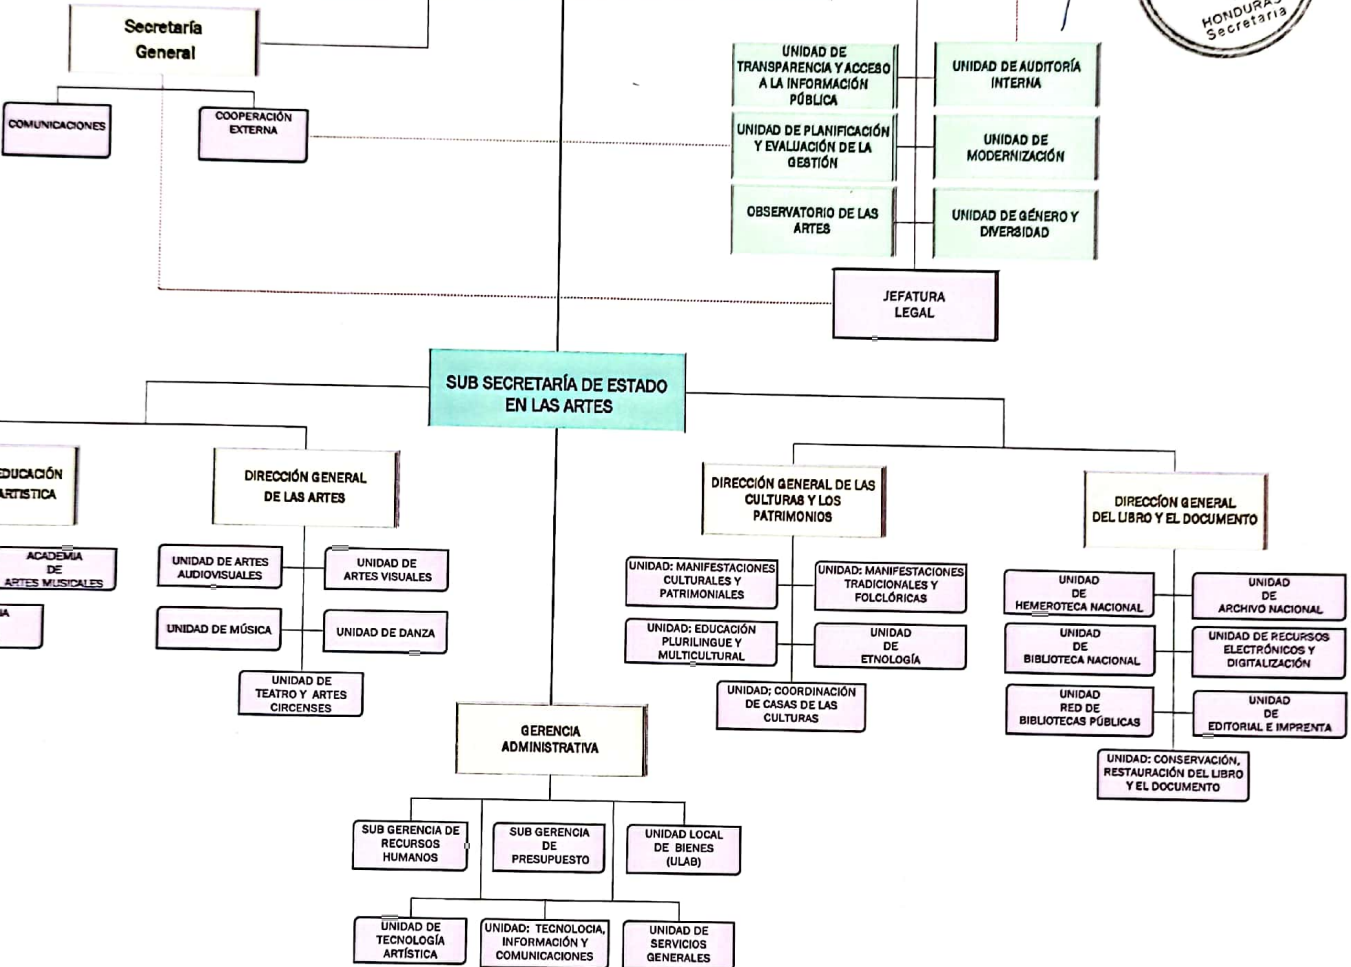 HONDURAS
Secretaria
Secretaría
General
COMUNICACIONES
COOPERACIÓN
EXTERNA
UNIDAD DE
TRANSPARENCIA Y ACCESO
A LA INFORMACIÓN
PÚBLICA
UNIDAD DE AUDITORÍA
INTERNA
UNIDAD DE PLANIFICACIÓN
Y EVALUACIÓN DE LA
GESTIÓN
UNIDAD DE
MODERNIZACIÓN
OBSERVATORIO DE LAS
ARTES
UNIDAD DE GÉNERO Y
DIVERSIDAD
JEFATURA
LEGAL
SUB SECRETARÍA DE ESTADO
EN LAS ARTES
EDUCACIÓN
ARTISTICA
ACADEMIA
DE
ARTES MUSICALES
DIRECCIÓN GENERAL
DE LAS ARTES
UNIDAD DE ARTES
AUDIOVISUALES
UNIDAD DE
ARTES VISUALES
UNIDAD DE MÚSICA
UNIDAD DE DANZA
UNIDAD DE
TEATRO Y ARTES
CIRCENSES
DIRECCIÓN GENERAL DE LAS
CULTURAS Y LOS
PATRIMONIOS
UNIDAD: MANIFESTACIONES
CULTURALES Y
PATRIMONIALES
UNIDAD: MANIFESTACIONES
TRADICIONALES Y
FOLCLÓRICAS
UNIDAD; EDUCACIÓN
PLURILINGUE Y
MULTICULTURAL
UNIDAD
DE
ETNOLOGÍA
UNIDAD; COORDINACIÓN
DE CASAS DE LAS
CULTURAS
DIRECCÍON GENERAL
DEL LIBRO Y EL DOCUMENTO
UNIDAD
DE
HEMEROTECA NACIONAL
UNIDAD
DE
ARCHIVO NACIONAL
UNIDAD
DE
BIBLIOTECA NACIONAL
UNIDAD DE RECURSOS
ELECTRÓNICOS Y
DIGITALIZACIÓN
UNIDAD
RED DE
BIBLIOTECAS PÚBLICAS
UNIDAD
DE
EDITORIAL E IMPRENTA
UNIDAD: CONSERVACIÓN,
RESTAURACIÓN DEL LIBRO
Y EL DOCUMENTO
GERENCIA
ADMINISTRATIVA
SUB GERENCIA DE
RECURSOS
HUMANOS
SUB GERENCIA
DE
PRESUPUESTO
UNIDAD LOCAL
DE BIENES
(ULAB)
UNIDAD DE
TECNOLOGÍA
ARTÍSTICA
UNIDAD: TECNOLOCIA,
INFORMACIÓN Y
COMUNICACIONES
UNIDAD DE
SERVICIOS
GENERALES